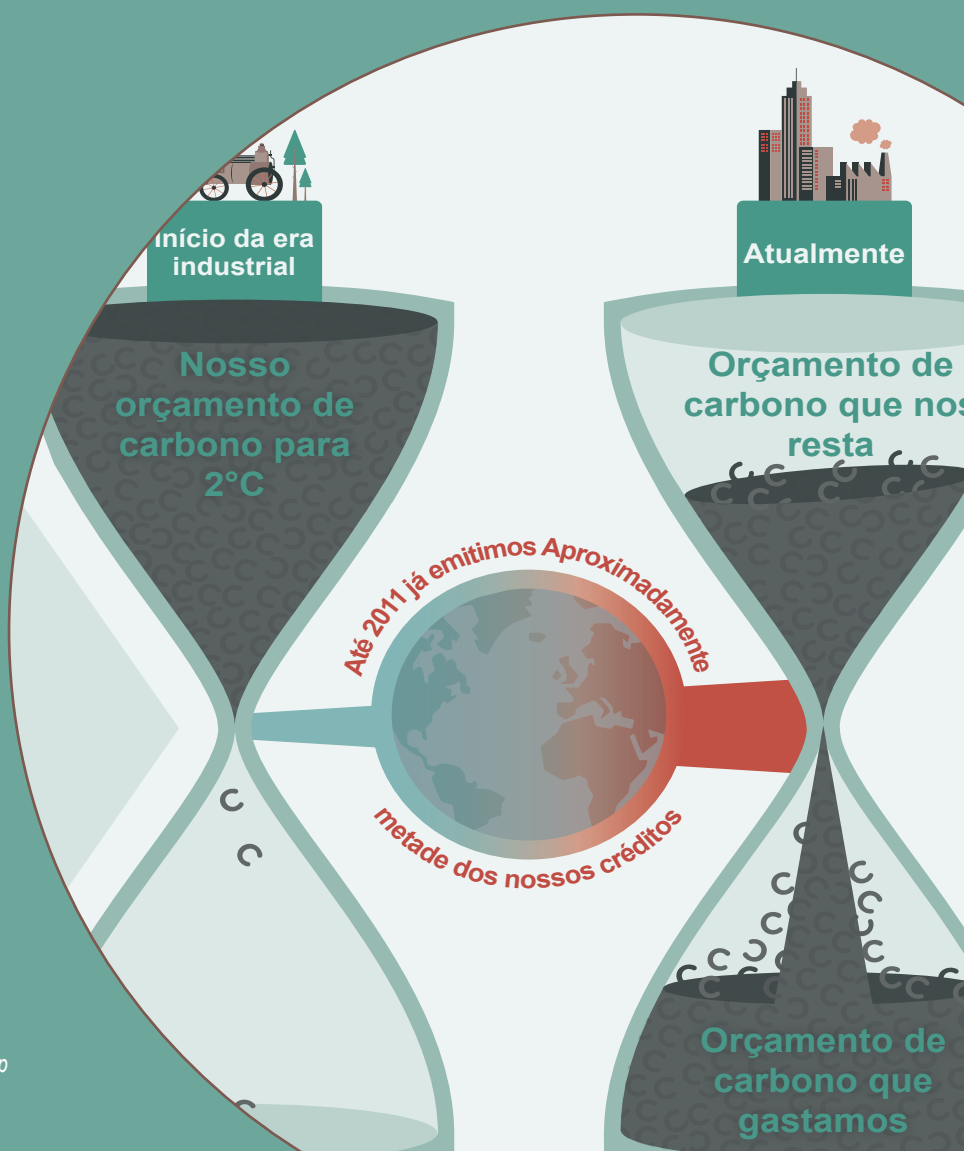 Início da era
industrial
Nosso
orçamento de
carbono para
2°C
Atualmente
Orçamento de
carbono que nos
resta
Até 2011 já emitimos Aproximadamente
metade dos nossos créditos
Orçamento de
carbono que
gastamos